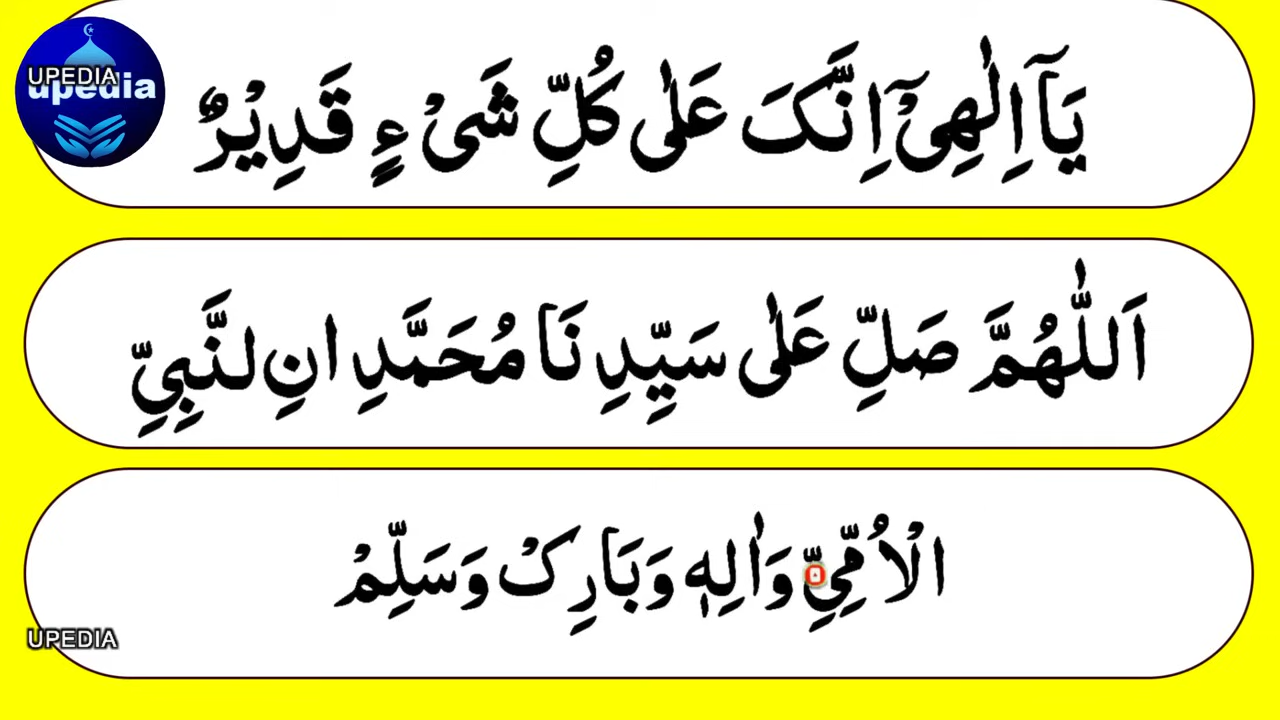 UPEDIA
upedia
يَآ اِلٰهِىْٓ اِنَّكَ عَلٰى كُلِّ شَىْءٍ قَدِيْرٌ
اَللّٰهُمَّ صَلِّ عَلٰى سَيِّدِنَا مُحَمَّدِ انِ لنَّبِيِّ
الْاُمِّيِّ وَاٰلِهٖ وَبَارِكْ وَسَلِّمْ
UPEDIA